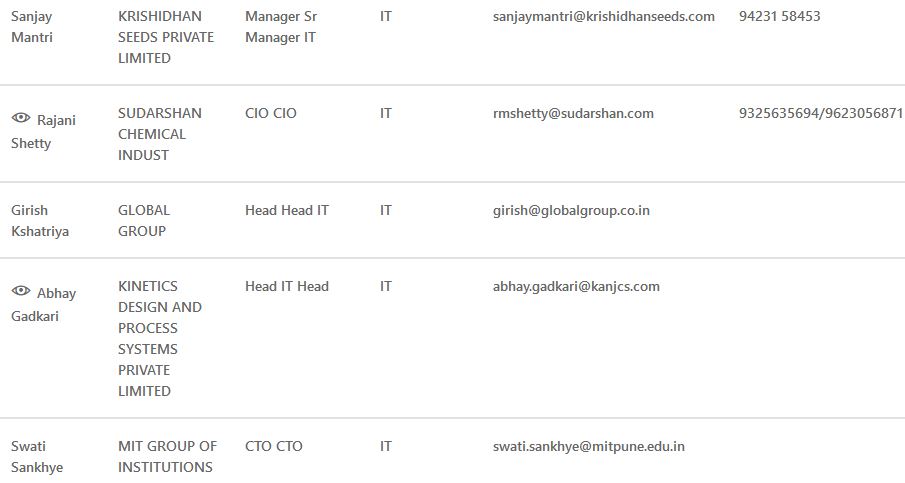 Sanjay Mantri KRISHIDHAN SEEDS PRIVATE LIMITED Manager Sr Manager IT IT sanjaymantri@krishidhanseeds.com 94231 58453
Rajani Shetty SUDARSHAN CHEMICAL INDUST CIO CIO IT rmshetty@sudarshan.com 9325635694/9623056871
Girish Kshatriya GLOBAL GROUP Head Head IT IT girish@globalgroup.co.in
Abhay Gadkari KINETICS DESIGN AND PROCESS SYSTEMS PRIVATE LIMITED Head IT Head IT abhay.gadkari@kanjcs.com
Swati Sankhye MIT GROUP OF INSTITUTIONS CTO CTO IT swati.sankhye@mitpune.edu.in